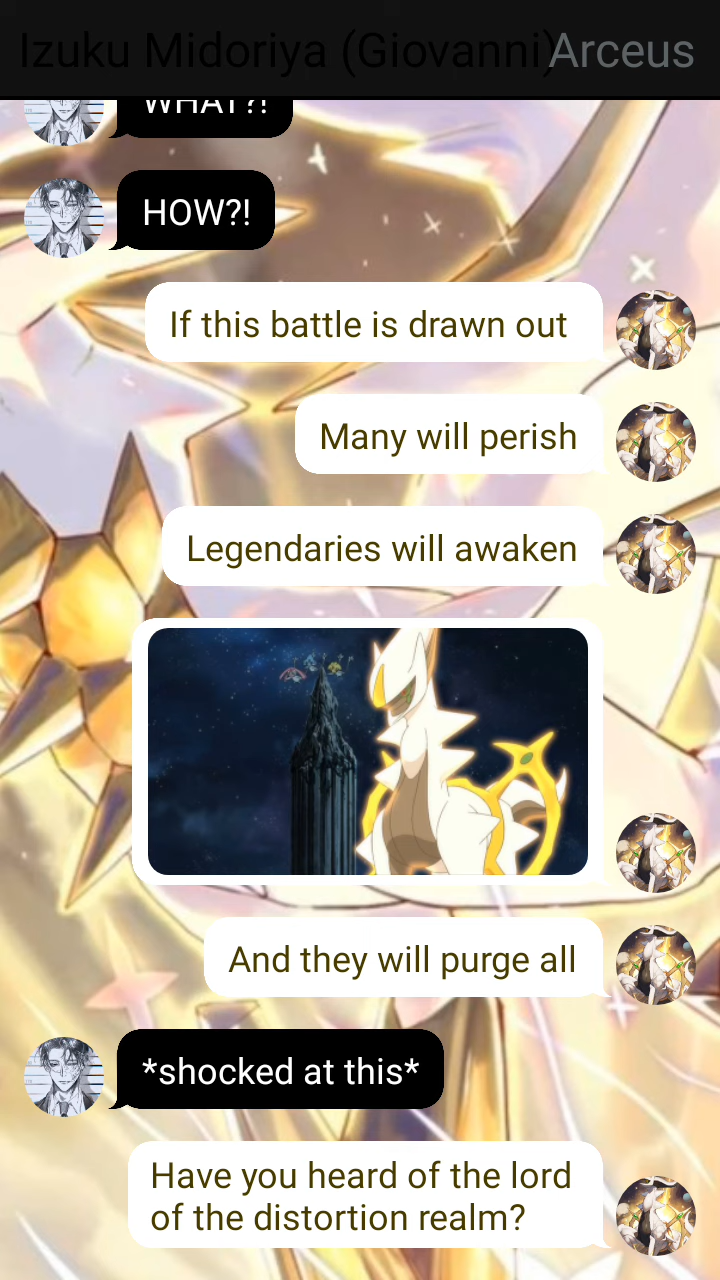 Izuku Midoriya (Giovanni)
Arceus
WHAT?!
HOW?!
If this battle is drawn out
Many will perish
Legendaries will awaken
And they will purge all
*shocked at this*
Have you heard of the lord
of the distortion realm?